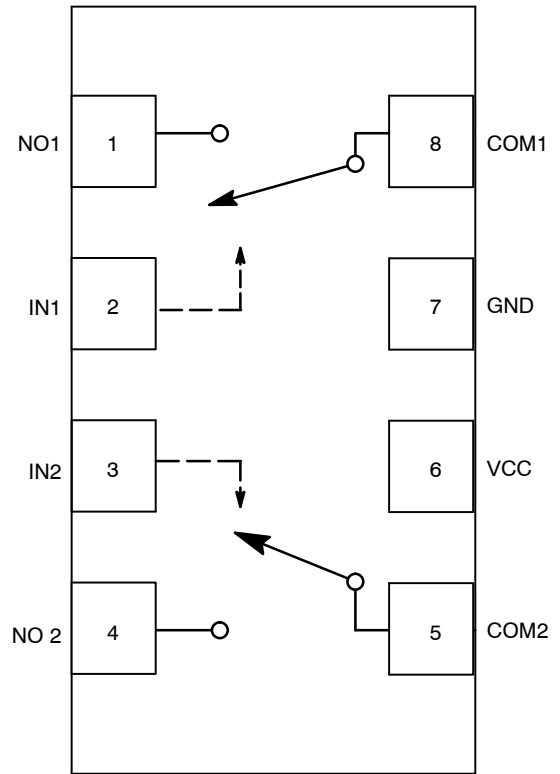 NO1 1 8 COM1
IN1 2 7 GND
IN2 3 6 VCC
NO 2 4 5 COM2